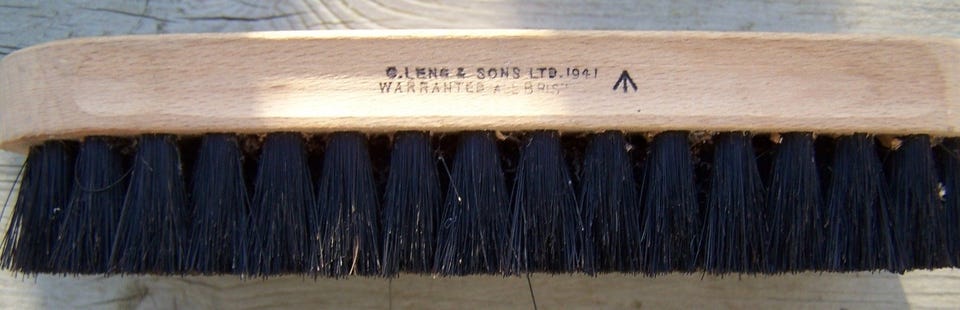 G.LENG & SONS LTD.1941
WARRANTED